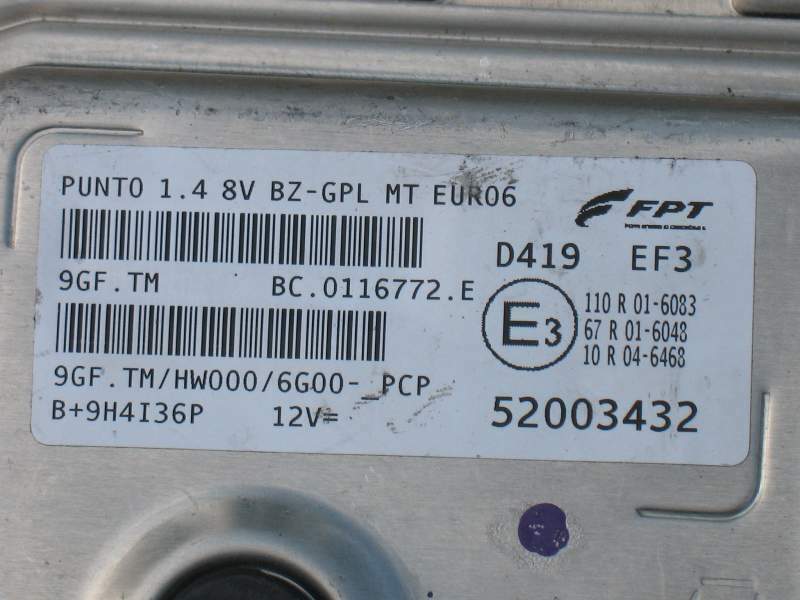 PUNTO 1.4 8V BZ-GPL MT EURO6
FPT
D419 EF3
9GF.TM BC.0116772.E
E3
110 R 01-6083
67 R 01-6048
10 R 04-6468
9GF.TM/HW000/6G00-_PCP
B+9H4I36P 12V=
52003432